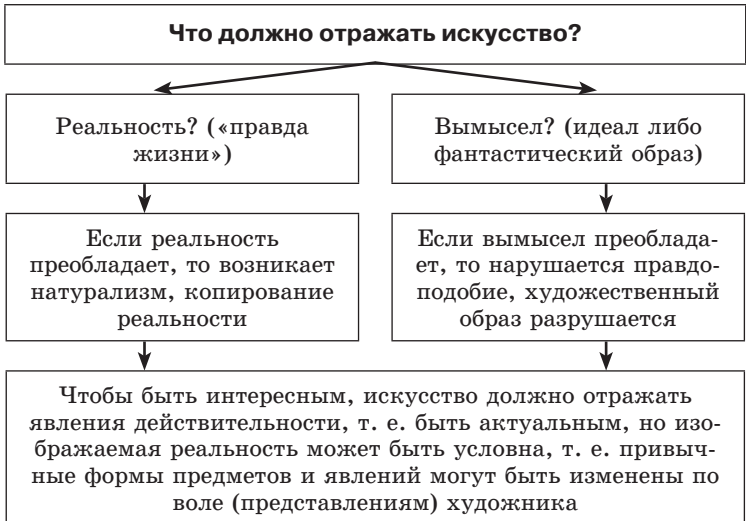 Что должно отражать искусство?
Реальность? («правда
жизни»)
Вымысел? (идеал либо
фантастический образ)
Если реальность
преобладает, то возникает
натурализм, копирование
реальности
Если вымысел преоблада-
ет, то нарушается правдо-
подобие, художественный
образ разрушается
Чтобы быть интересным, искусство должно отражать
явления действительности, т. е. быть актуальным, но изо-
бражаемая реальность может быть условна, т. е. привыч-
ные формы предметов и явлений могут быть изменены по
воле (представлениям) художника